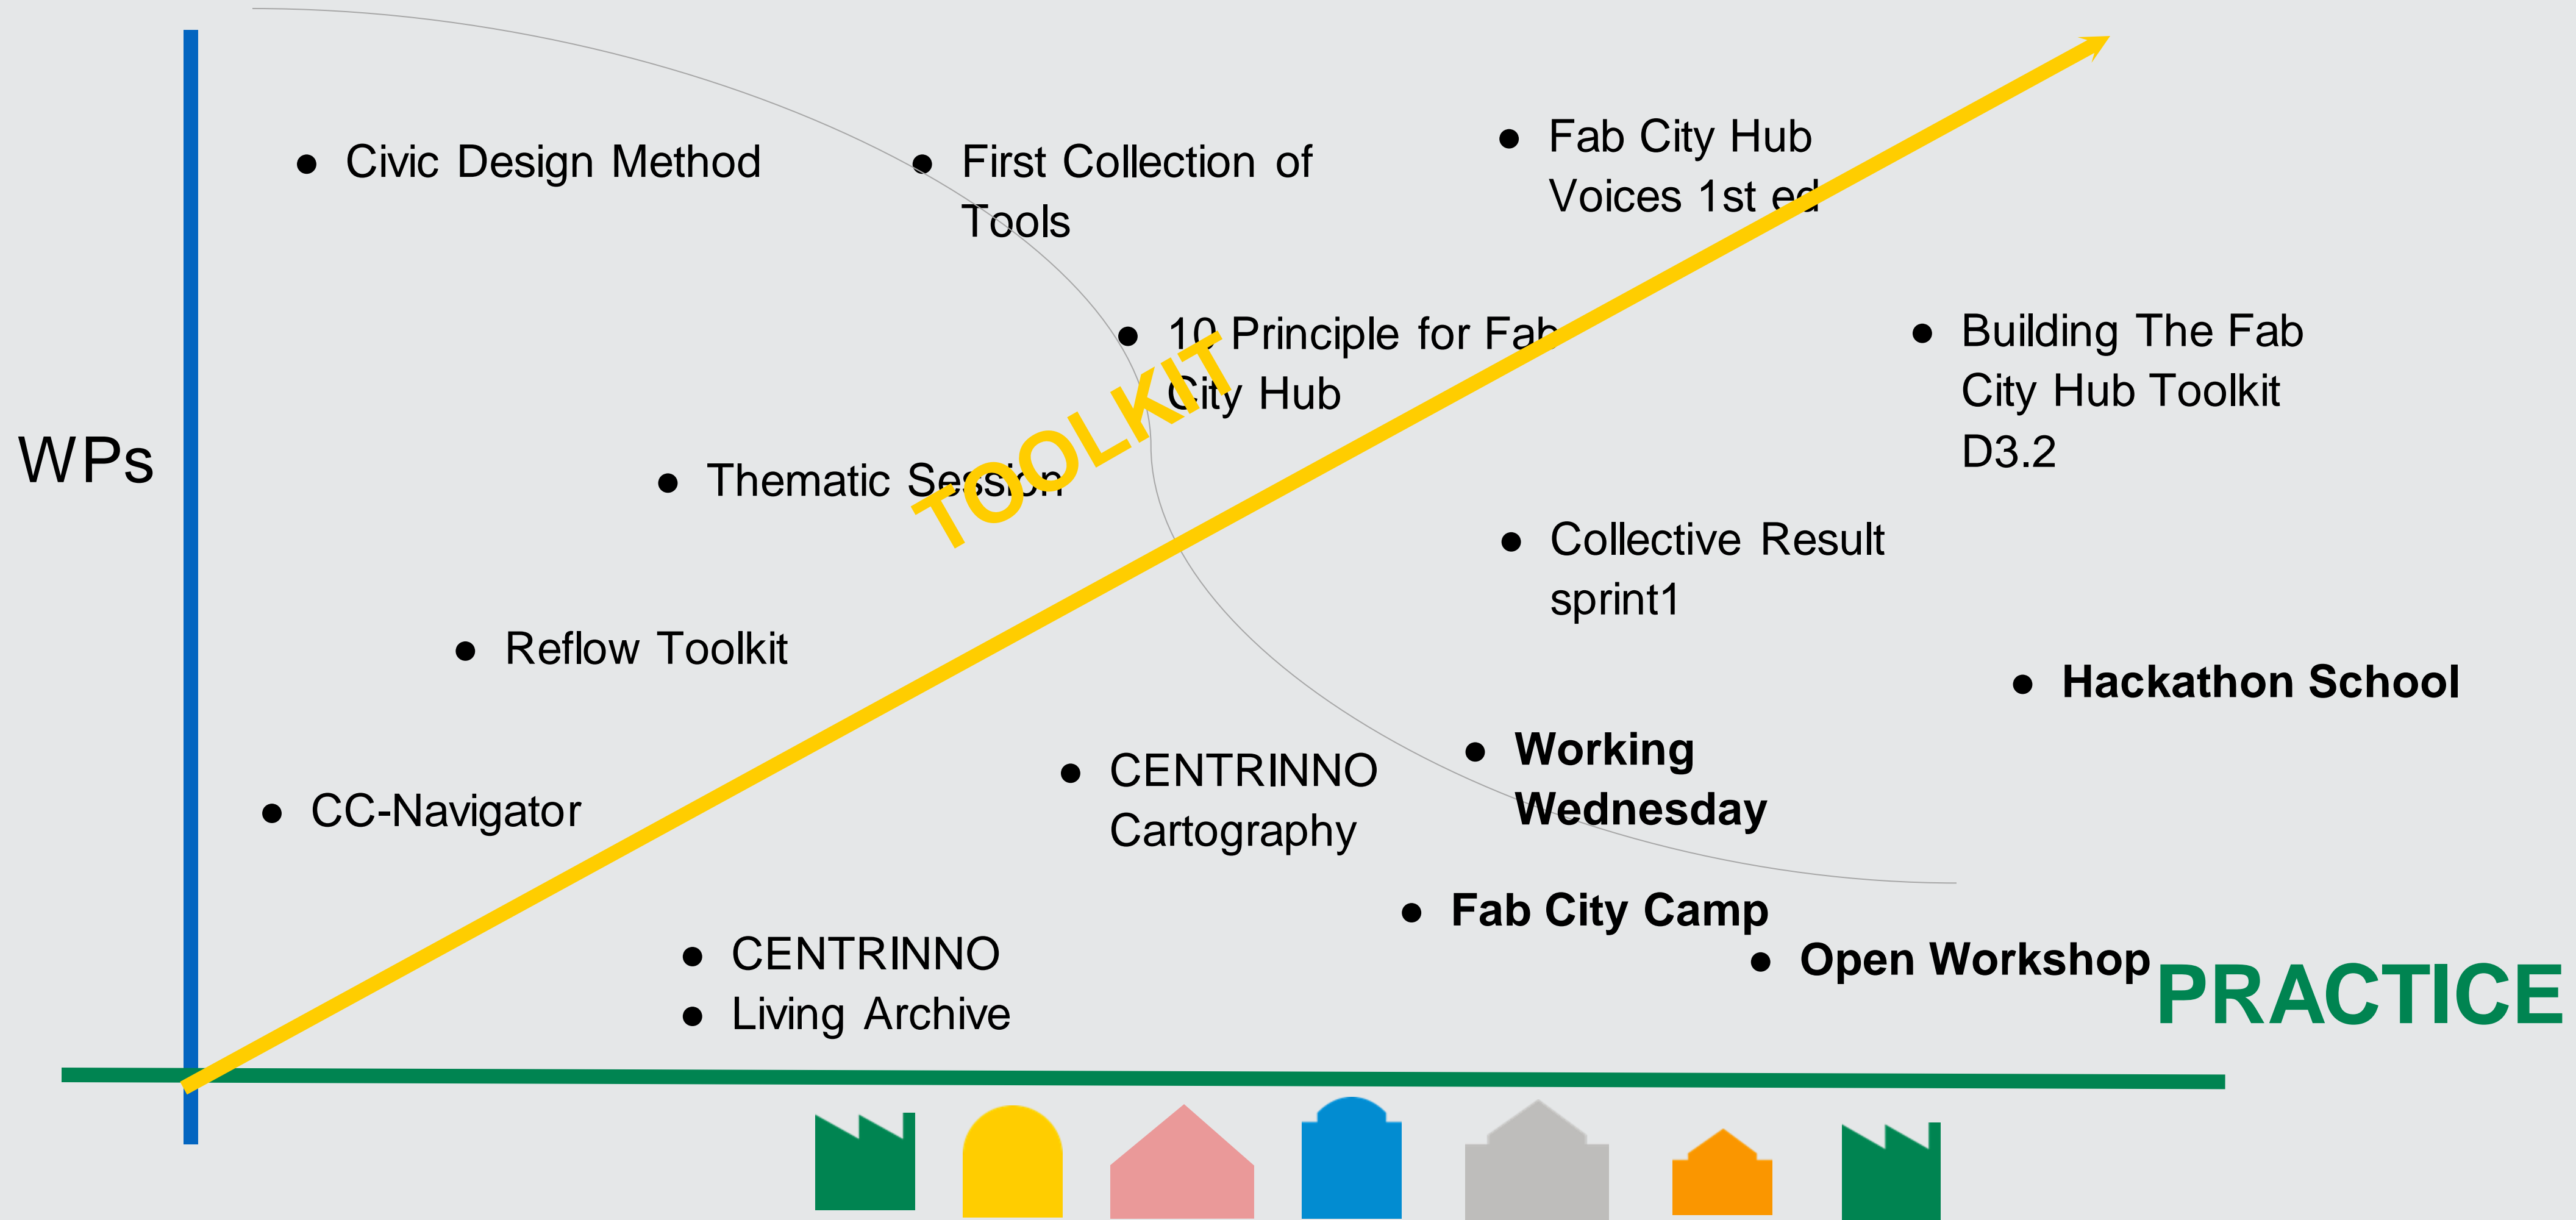 ● Civic Design Method
● First Collection of
Tools
● Fab City Hub
Voices 1st ed
● 10 Principle for Fab
City Hub
● Building The Fab
City Hub Toolkit
D3.2
WPs
● Thematic Session
TOOLKIT
● Collective Result
sprint1
● Reflow Toolkit
● Hackathon School
● CC-Navigator
● CENTRINNO
Cartography
● Working
Wednesday
● Fab City Camp
● CENTRINNO
● Living Archive
● Open Workshop
PRACTICE